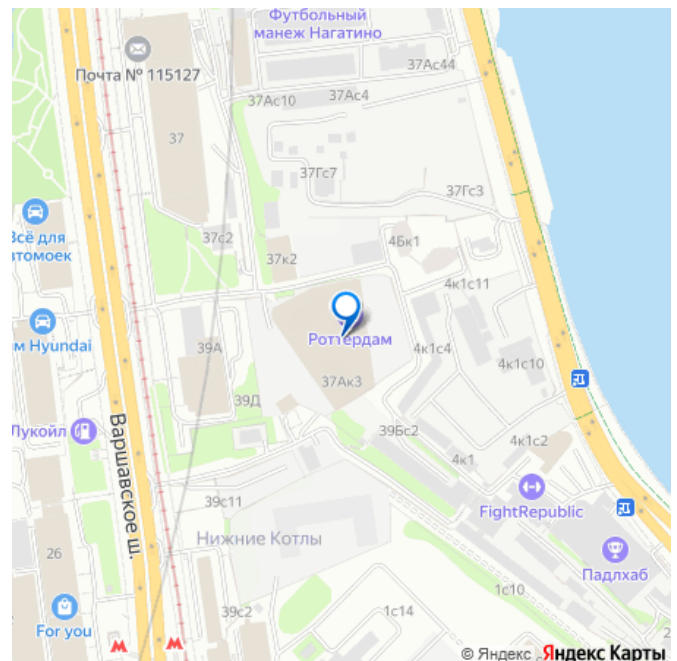 Футбольный
манеж Нагатино
Почта № 115127
37Ас44
37Ас10
37Ас4
37
37Гс7
37Гс3
Всё для
втомоек
37с2
4Бк1
37к2
4к1с11
м Hyundai
Роттердам
39А
4к1с4
4к1с10
37Ак3
39Д
Лукойл
39Бс2
4к1с2
4к1
Варшавское ш.
39с11
FightRepublic
Нижние Котлы
26
Падлхаб
1с10
For you
39с2
1с14
2
© Яндекс Яндекс Карты